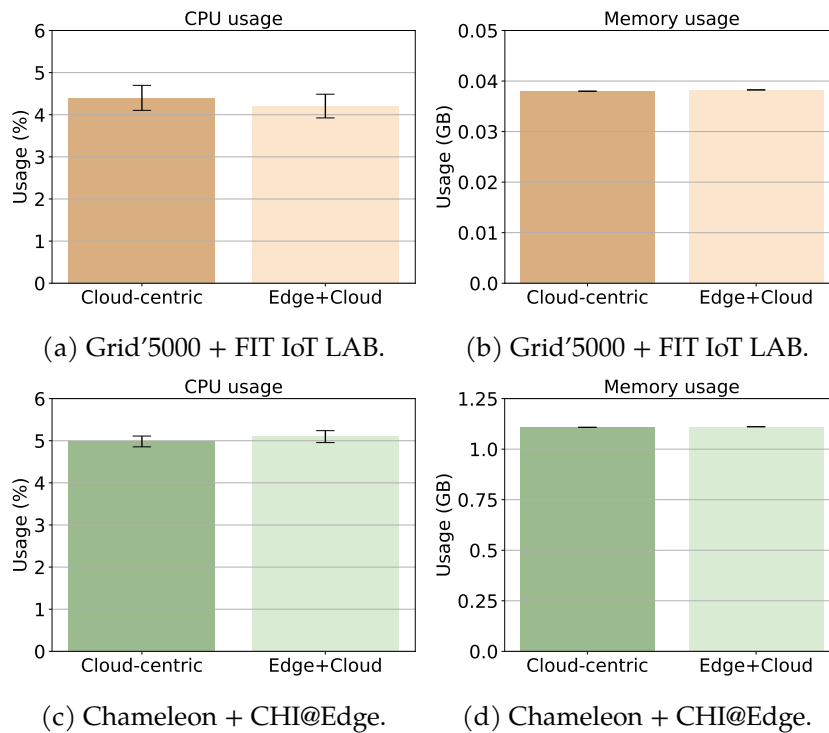 CPU usage
Usage (%)
6
5
4
3
2
1
0
Cloud-centric Edge+Cloud
(a) Grid'5000 + FIT IoT LAB.
Memory usage
Usage (GB)
0.05
0.04
0.03
0.02
0.01
0.0
Cloud-centric Edge+Cloud
(b) Grid'5000 + FIT IoT LAB.
CPU usage
Usage (%)
6
5
4
3
2
1
0
Cloud-centric Edge+Cloud
(c) Chameleon + CHI@Edge.
Memory usage
Usage (GB)
1.25
1.0
0.75
0.5
0.25
0.0
Cloud-centric Edge+Cloud
(d) Chameleon + CHI@Edge.